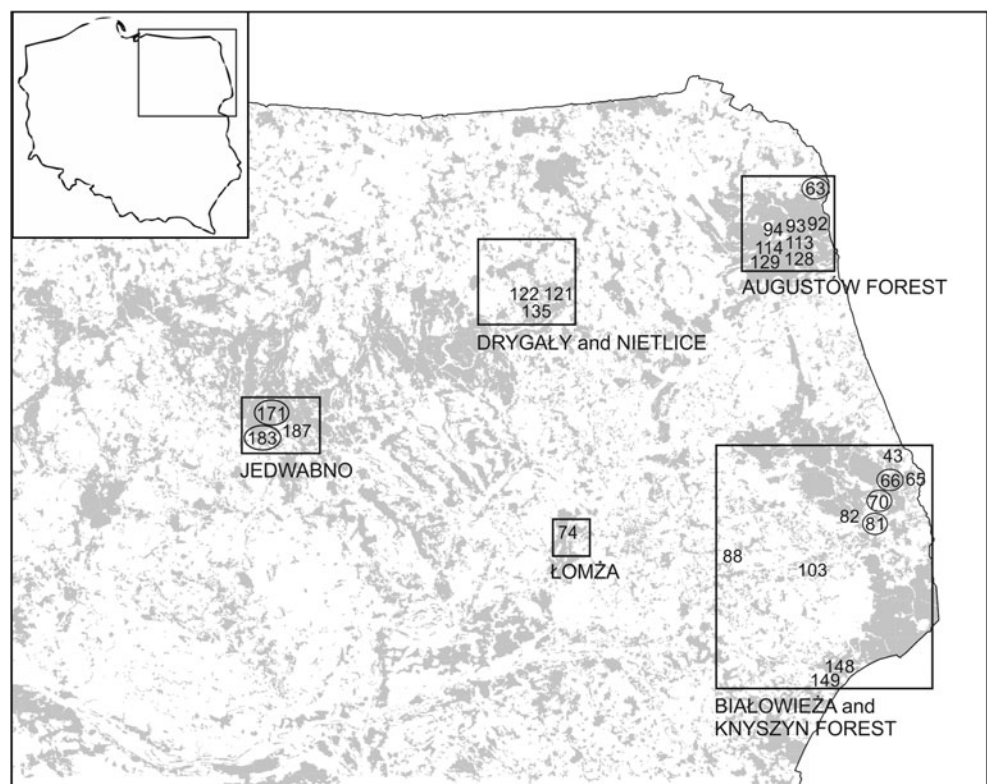 63
94 93 92
114 113
129 128
AUGUSTÓW FOREST
122 121
135
DRYGAŁY and NIETLICE
171
183 187
JEDWABNO
74
ŁOMŻA
43
66 65
70
82 81
88
103
148
149
BIAŁOWIEŻA and
KNYSZYN FOREST